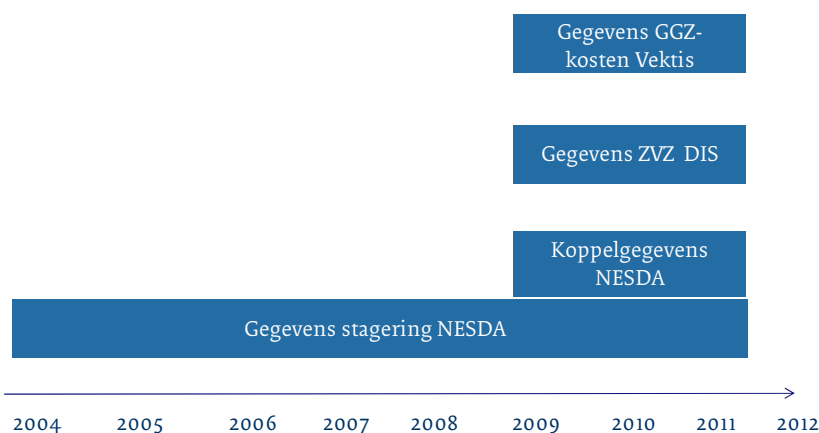 Gegevens GGZ-
kosten Vektis
Gegevens ZVZ DIS
Koppelgegevens
NESDA
Gegevens stagering NESDA
2004 2005 2006 2007 2008 2009 2010 2011 2012